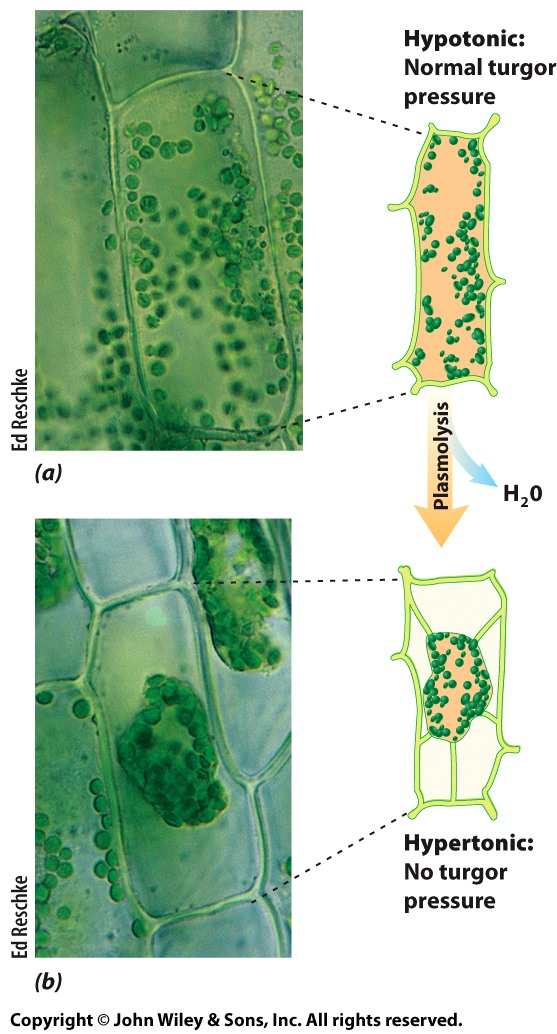 Hypotonic:
Normal turgor
pressure
Ed Reschke
(a)
Plasmolysis
H₂0
Ed Reschke
Hypertonic:
No turgor
pressure
(b)
Copyright © John Wiley & Sons, Inc. All rights reserved.